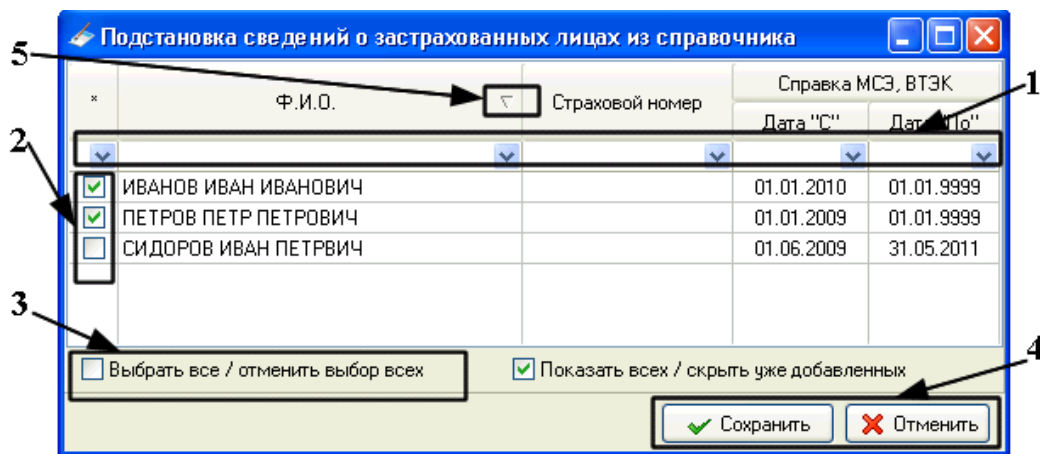 Подстановка сведений о застрахованных лицах из справочника
5
* Ф.И.О. Страховой номер Справка МСЭ, ВТЭК
1
Дата "С" Дата "По"
2
ИВАНОВ ИВАН ИВАНОВИЧ 01.01.2010 01.01.9999
ПЕТРОВ ПЕТР ПЕТРОВИЧ 01.01.2009 01.01.9999
СИДОРОВ ИВАН ПЕТРВИЧ 01.06.2009 31.05.2011
3
4
Выбрать все / отменить выбор всех Показать всех / скрыть уже добавленных
Сохранить Отменить